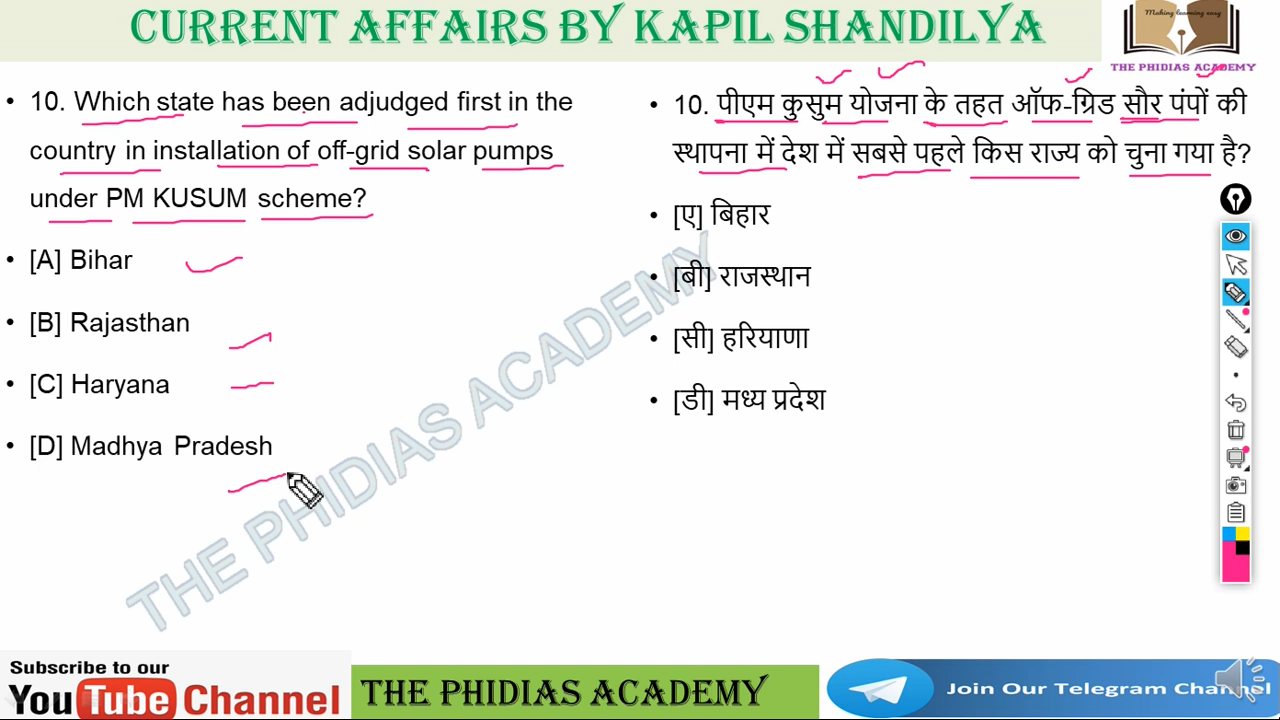 CURRENT AFFAIRS BY KAPIL SHANDILYA
Making learning easy
THE PHIDIAS ACADEMY
• 10. Which state has been adjudged first in the
country in installation of off-grid solar pumps
under PM KUSUM scheme?
• [A] Bihar
• [B] Rajasthan
• [C] Haryana
• [D] Madhya Pradesh
• 10. पीएम कुसुम योजना के तहत ऑफ-ग्रिड सौर पंपों की
स्थापना में देश में सबसे पहले किस राज्य को चुना गया है?
• [ए] बिहार
• [बी] राजस्थान
• [सी] हरियाणा
• [डी] मध्य प्रदेश
THE PHIDIAS ACADEMY
Subscribe to our
YouTube Channel
THE PHIDIAS ACADEMY
Join Our Telegram Channel